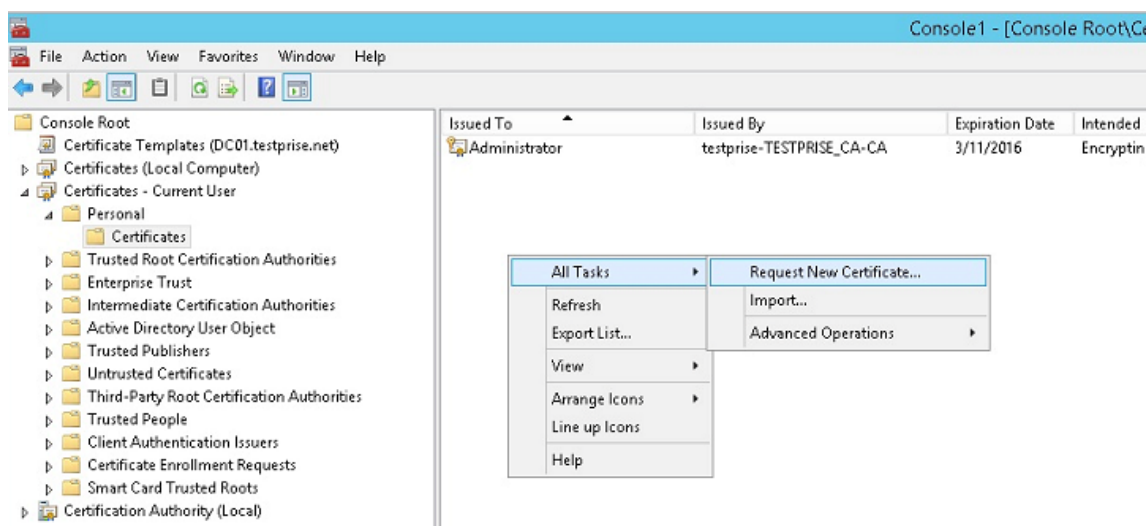 Console1 - [Console Root\Ce
File Action View Favorites Window Help
Console Root
Certificate Templates (DC01.testprise.net)
Certificates (Local Computer)
Certificates - Current User
Personal
Certificates
Trusted Root Certification Authorities
Enterprise Trust
Intermediate Certification Authorities
Active Directory User Object
Trusted Publishers
Untrusted Certificates
Third-Party Root Certification Authorities
Trusted People
Client Authentication Issuers
Certificate Enrollment Requests
Smart Card Trusted Roots
Certification Authority (Local)
Issued To Issued By Expiration Date Intended
Administrator testprise-TESTPRISE_CA-CA 3/11/2016 Encryptin
All Tasks
Refresh
Export List...
View
Arrange Icons
Line up Icons
Help
Request New Certificate...
Import...
Advanced Operations